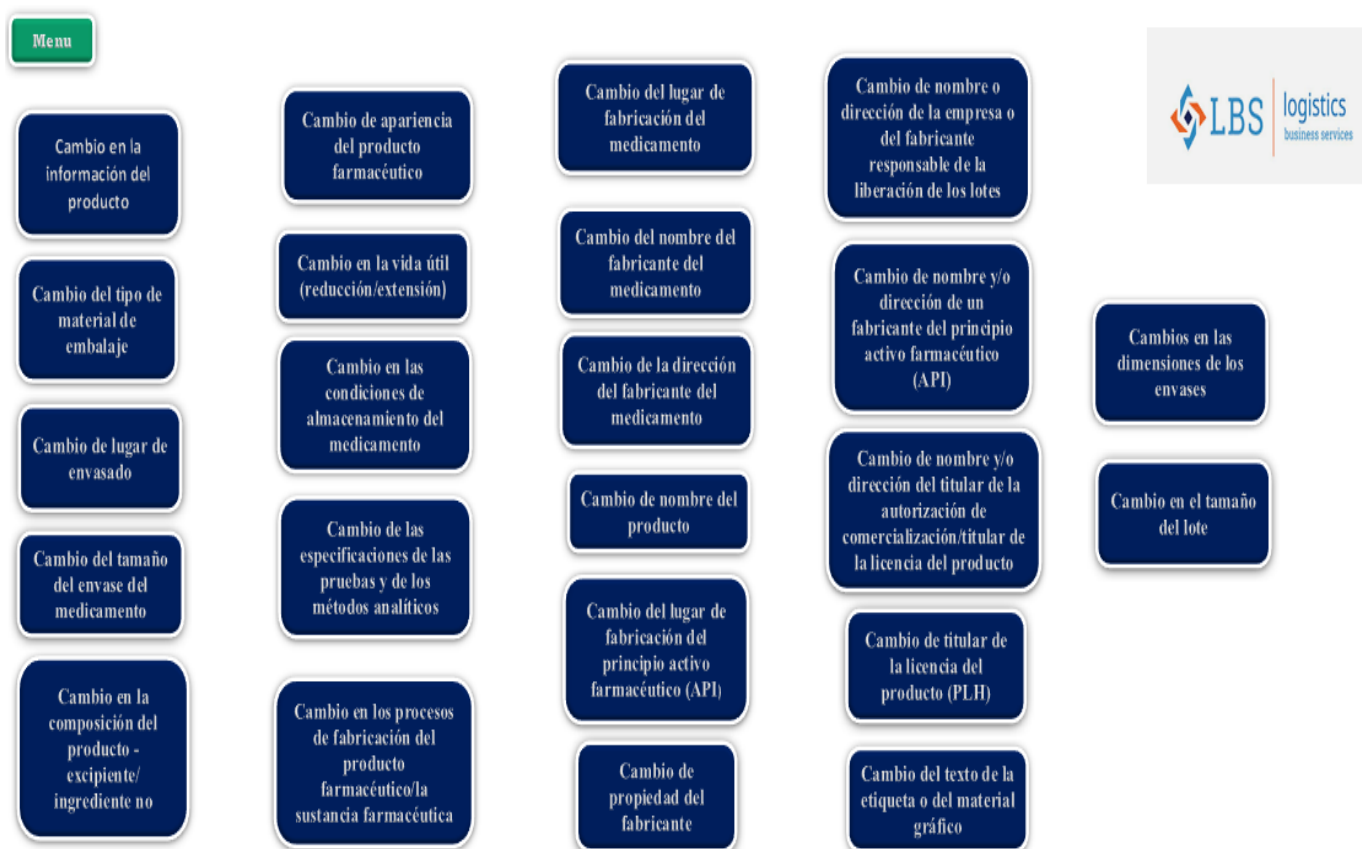 Menu
Cambio en la
información del
producto
Cambio del tipo de
material de
embalaje
Cambio de lugar de
envasado
Cambio del tamaño
del envase del
medicamento
Cambio en la
composición del
producto -
excipiente/
ingrediente no
Cambio de apariencia
del producto
farmacéutico
Cambio en la vida útil
(reducción/extensión)
Cambio en las
condiciones de
almacenamiento del
medicamento
Cambio de las
especificaciones de las
pruebas y de los
métodos analíticos
Cambio en los procesos
de fabricación del
producto
farmacéutico/la
sustancia farmacéutica
Cambio del lugar de
fabricación del
medicamento
Cambio del nombre del
fabricante del
medicamento
Cambio de la dirección
del fabricante del
medicamento
Cambio de nombre del
producto
Cambio del lugar de
fabricación del
principio activo
farmacéutico (API)
Cambio de
propiedad del
fabricante
Cambio de nombre o
dirección de la empresa o
del fabricante
responsable de la
liberación de los lotes
Cambio de nombre y/o
dirección de un
fabricante del principio
activo farmacéutico
(API)
Cambio de nombre y/o
dirección del titular de la
autorización de
comercialización/titular de
la licencia del producto
Cambio de titular de
la licencia del
producto (PLH)
Cambio del texto de la
etiqueta o del material
gráfico
LBS logistics
business services
Cambios en las
dimensiones de los
envases
Cambio en el tamaño
del lote